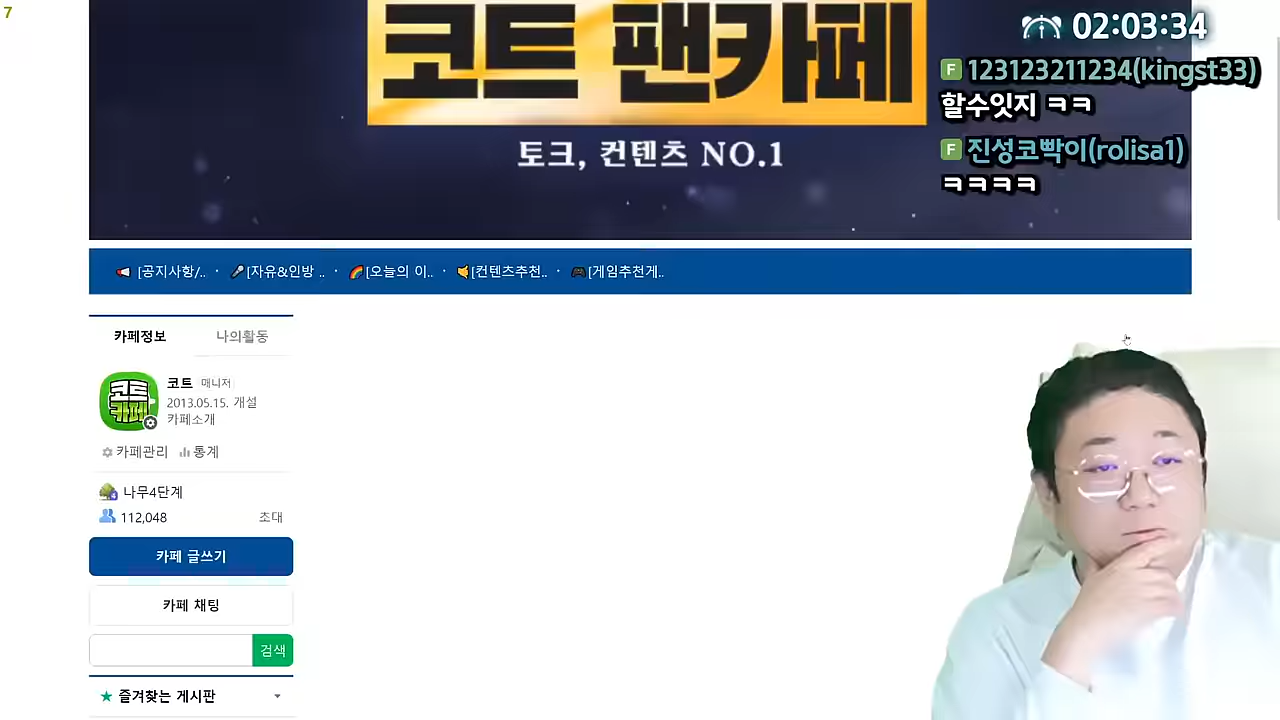 7
코트 팬카페
토크, 컨텐츠 NO.1
02:03:34
F 123123211234(kingst33)
할수잇지 ㅋㅋ
F 진성코빡이(rolisa1)
ㅋㅋㅋㅋ
[공지사항/.. · [자유&인방 .. · [오늘의 이.. · [컨텐츠추천.. · [게임추천게..
카페정보 나의활동
코트 카페
코트 매니저
2013.05.15. 개설
카페소개
카페관리 통계
4 나무4단계
112,048 초대
카페 글쓰기
카페 채팅
검색
★ 즐겨찾는 게시판